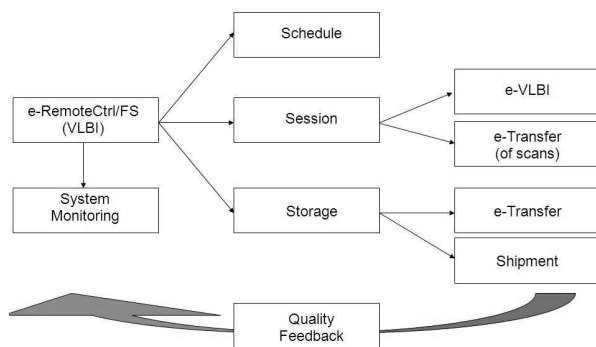 Schedule
e-RemoteCtrl/FS
(VLBI)
Session
e-VLBI
e-Transfer
(of scans)
System
Monitoring
Storage
e-Transfer
Shipment
Quality
Feedback